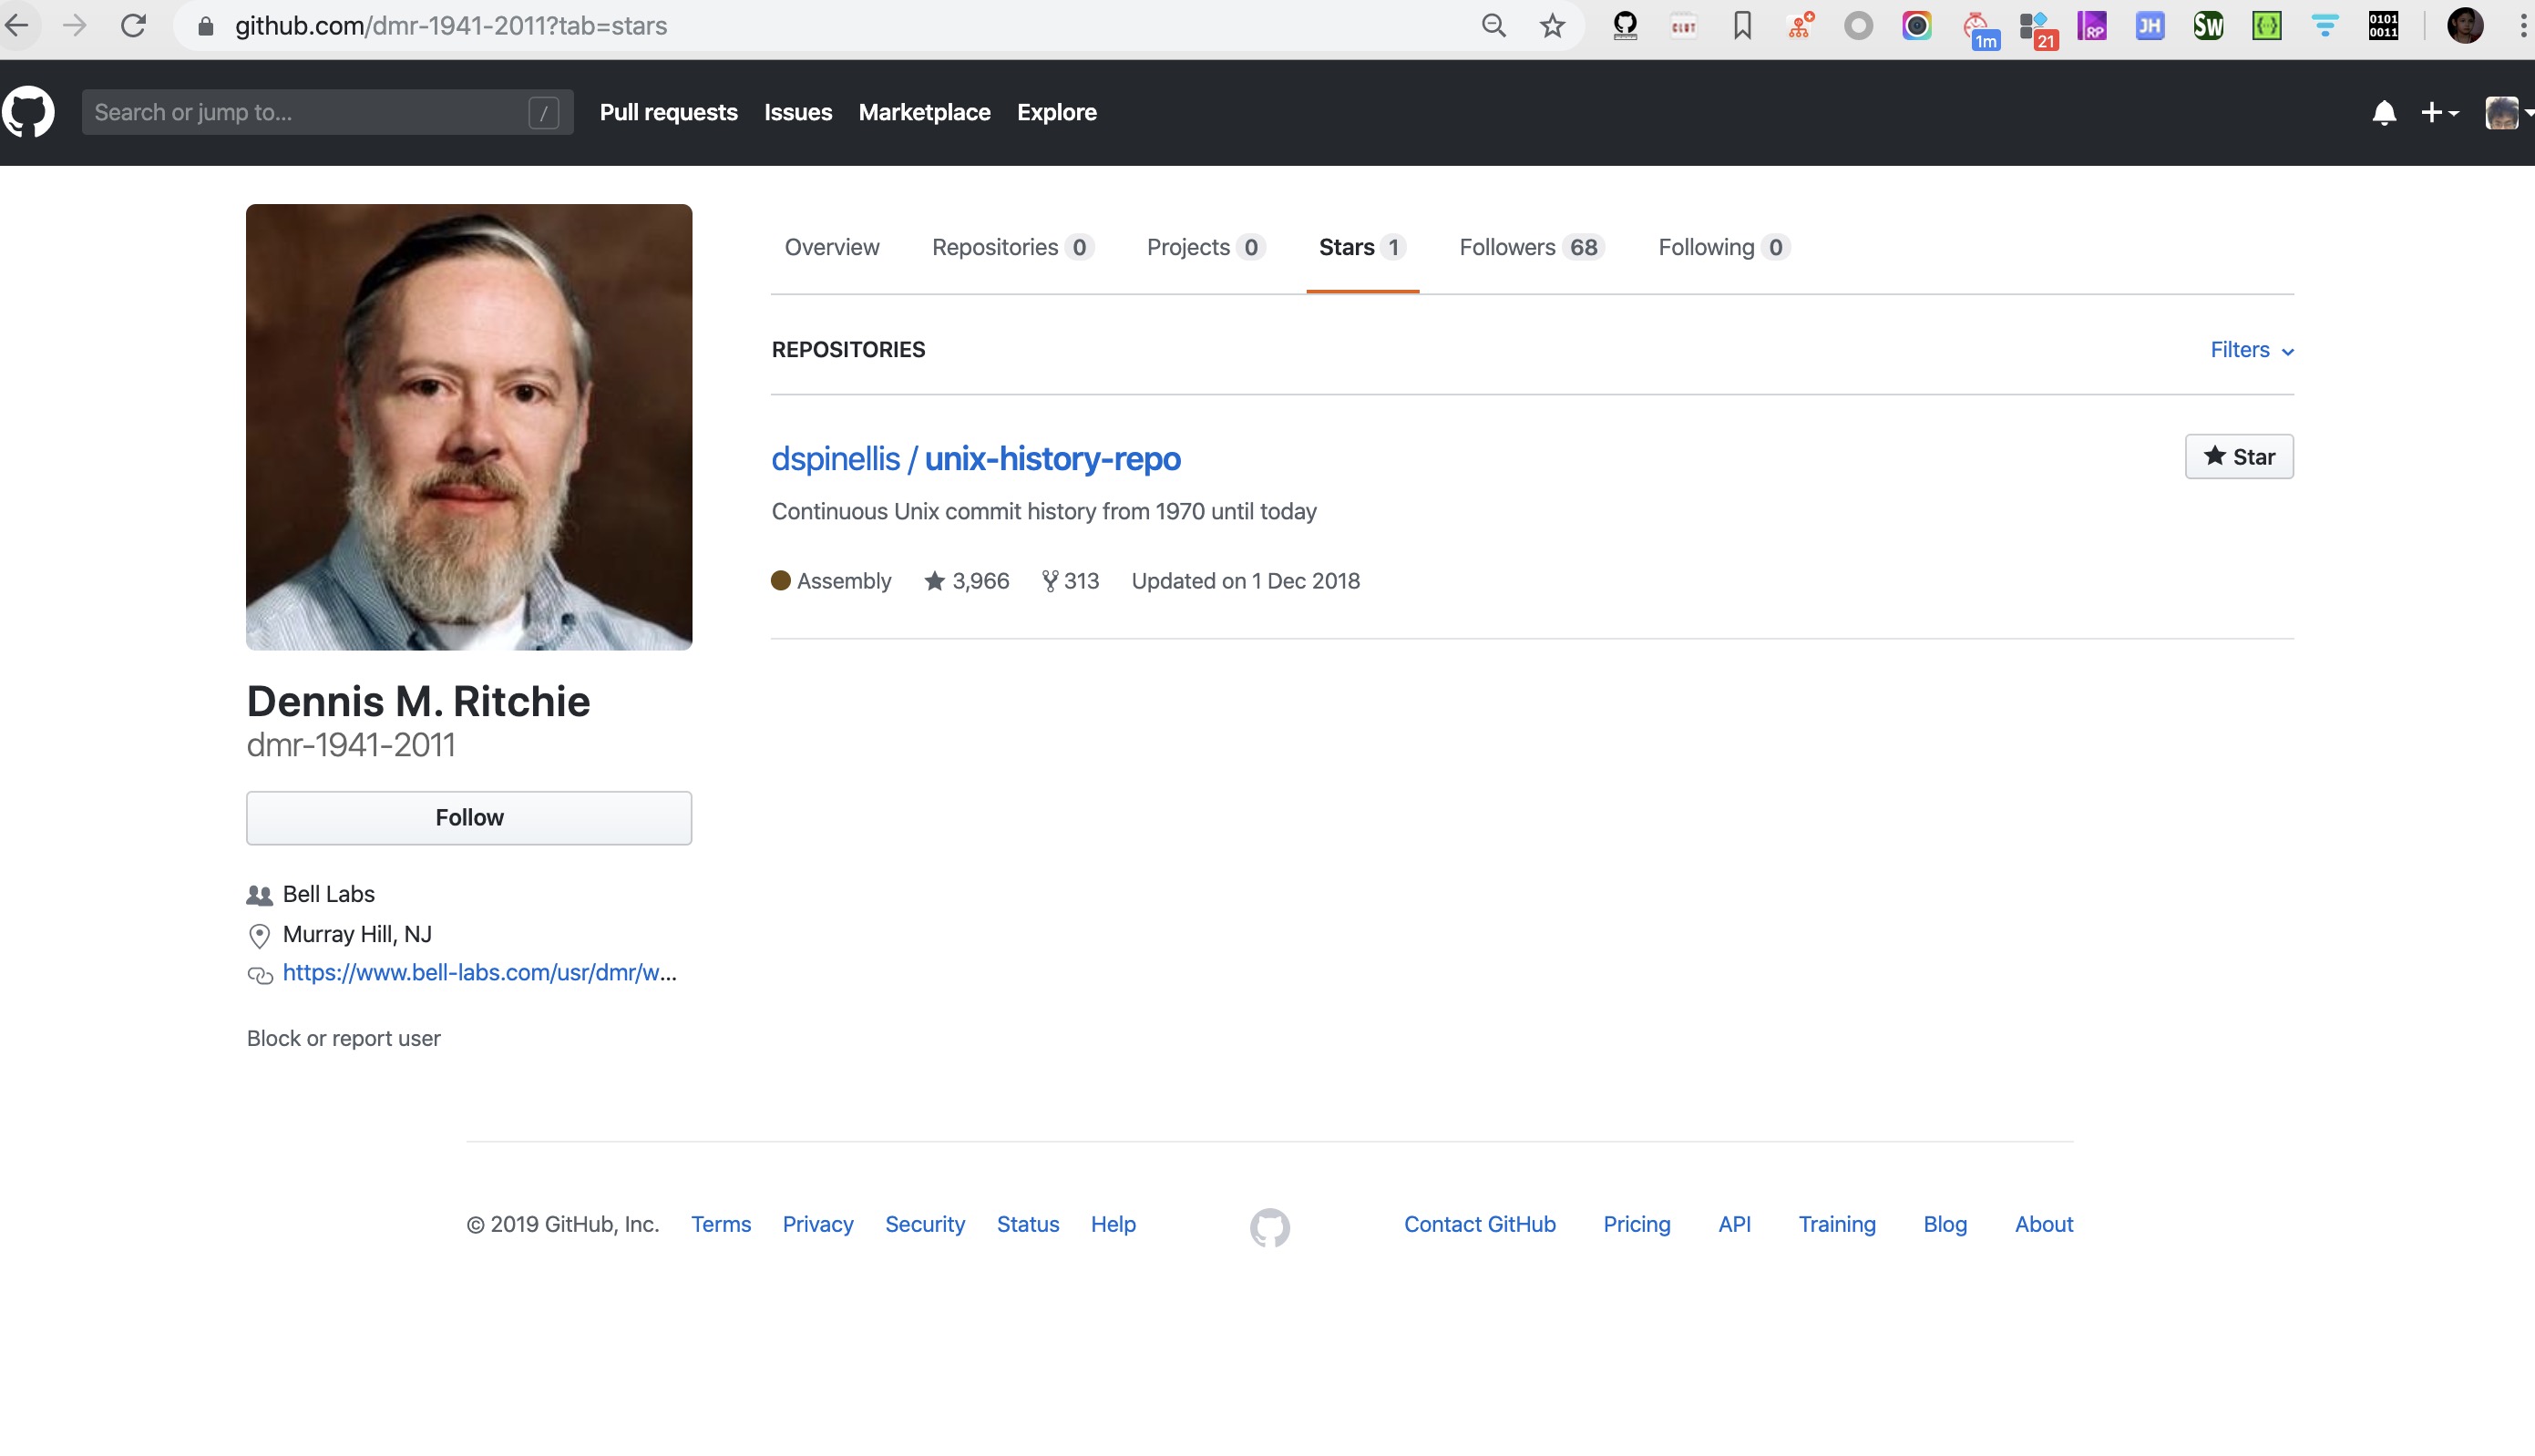 github.com/dmr-1941-2011?tab=stars
CLUT
1m
21
RP
JH
SW
{·}
0101
0011
Search or jump to...
/
Pull requests
Issues
Marketplace
Explore
Overview
Repositories 0
Projects 0
Stars 1
Followers 68
Following 0
REPOSITORIES
Filters
dspinellis / unix-history-repo
Star
Continuous Unix commit history from 1970 until today
Assembly 3,966 313 Updated on 1 Dec 2018
Dennis M. Ritchie
dmr-1941-2011
Follow
Bell Labs
Murray Hill, NJ
https://www.bell-labs.com/usr/dmr/w...
Block or report user
© 2019 GitHub, Inc.
Terms
Privacy
Security
Status
Help
Contact GitHub
Pricing
API
Training
Blog
About